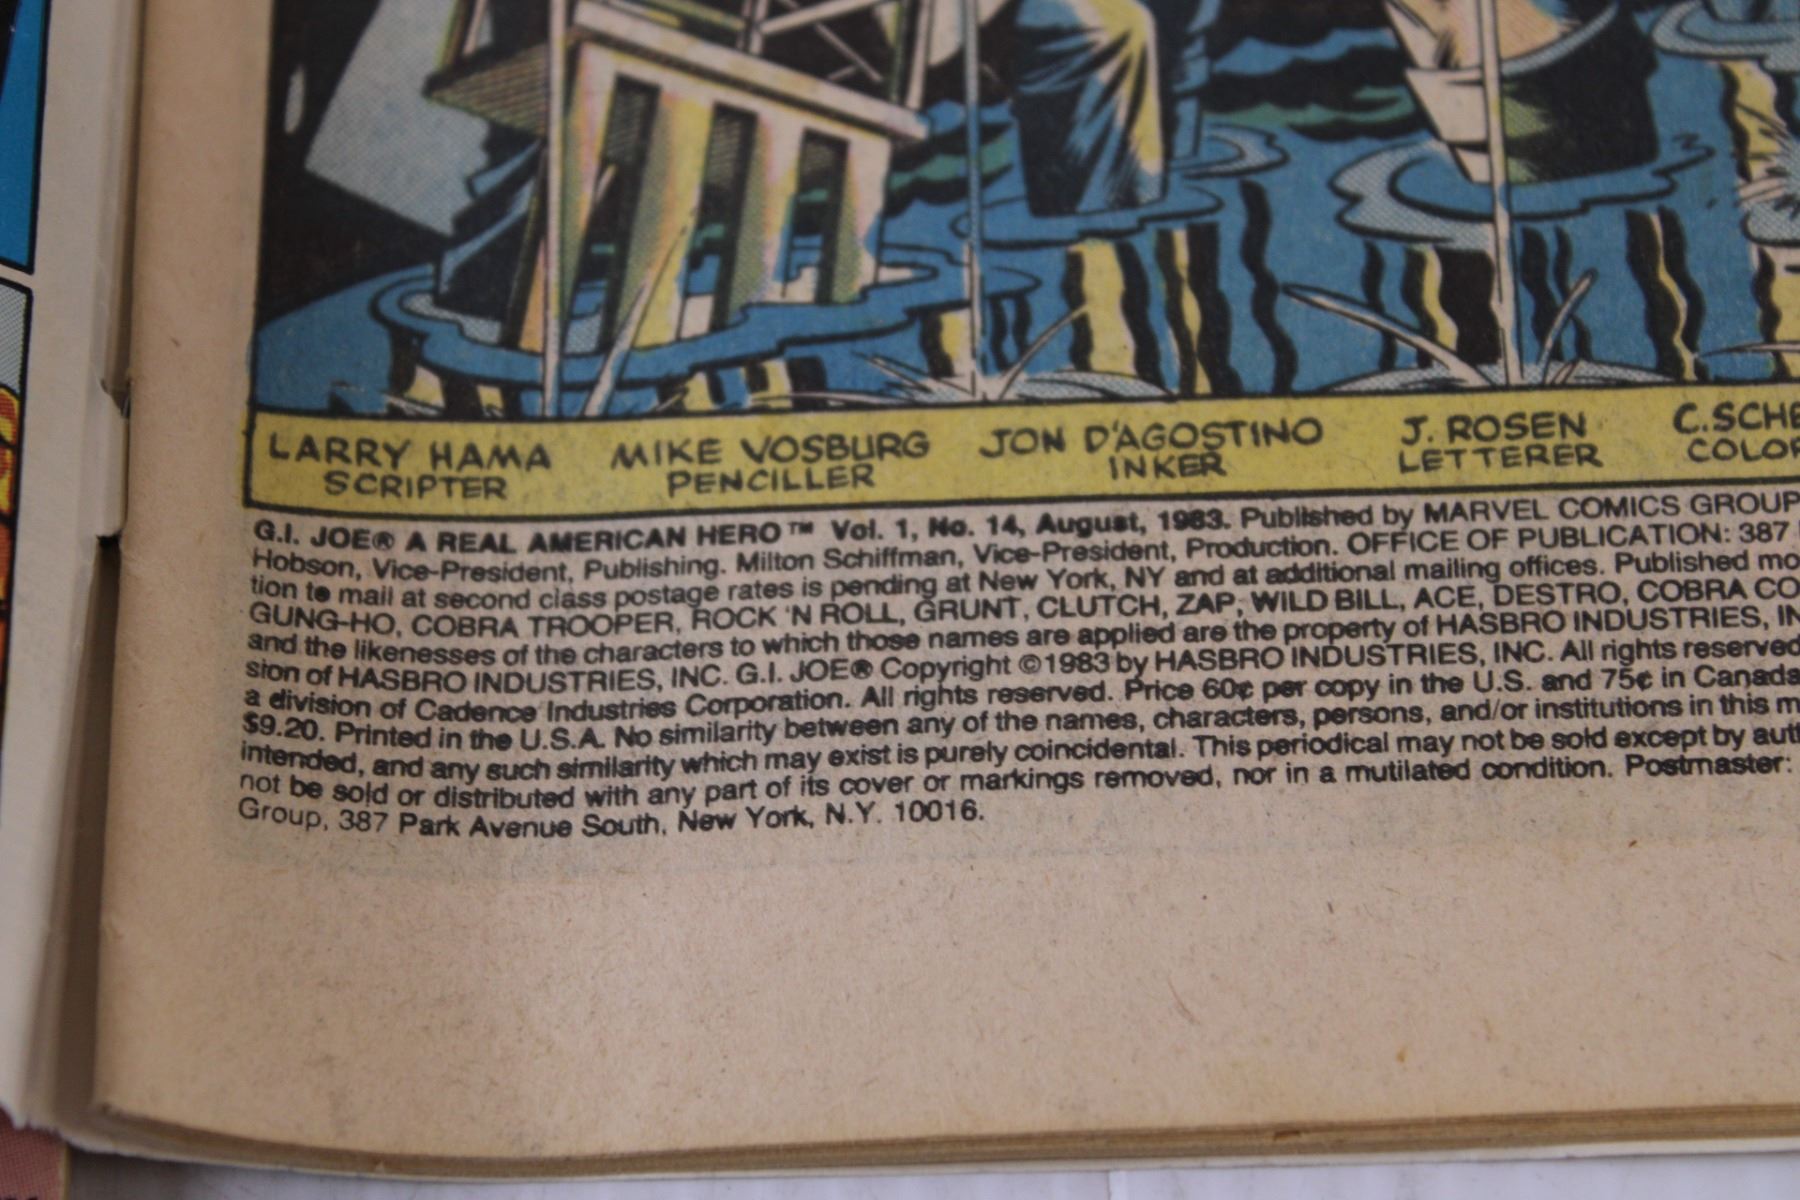 LARRY HAMA MIKE VOSBURG JON D'AGOSTINO J. ROSEN C.SCHE
SCRIPTER PENCILLER INKER LETTERER COLOR
G.I. JOE® A REAL AMERICAN HERO™ Vol. 1, No. 14, August, 1983. Published by MARVEL COMICS GROUP
Hobson, Vice-President, Publishing. Milton Schiffman, Vice-President, Production. OFFICE OF PUBLICATION: 387
tion to mail at second class postage rates is pending at New York, NY and at additional mailing offices. Published mo
GUNG-HO, COBRA TROOPER, ROCK 'N ROLL, GRUNT, CLUTCH, ZAP, WILD BILL, ACE, DESTRO, COBRA CO
and the likenesses of the characters to which those names are applied are the property of HASBRO INDUSTRIES, IN
sion of HASBRO INDUSTRIES, INC. G.I. JOE® Copyright ©1983 by HASBRO INDUSTRIES, INC. All rights reserved
a division of Cadence Industries Corporation. All rights reserved. Price 60¢ per copy in the U.S. and 75¢ in Canada
$9.20. Printed in the U.S.A. No similarity between any of the names, characters, persons, and/or institutions in this m
intended, and any such similarity which may exist is purely coincidental. This periodical may not be sold except by aut
not be sold or distributed with any part of its cover or markings removed, nor in a mutilated condition. Postmaster:
Group, 387 Park Avenue South, New York, N.Y. 10016.